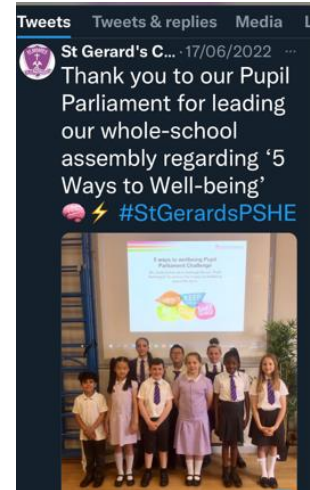 Tweets Tweets & replies Media L
St Gerard's C... · 17/06/2022 ···
Thank you to our Pupil
Parliament for leading
our whole-school
assembly regarding ‘5
Ways to Well-being’
🧠⚡ #StGerardsPSHE
5 ways to wellbeing Pupil
Parliament Challenge